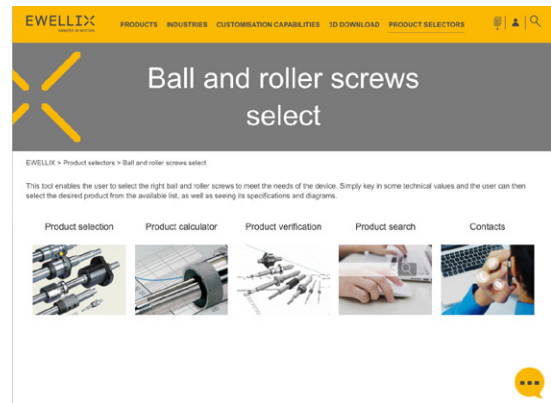 EWELLIX
PRODUCTS INDUSTRIES CUSTOMISATION CAPABILITIES 3D DOWNLOAD PRODUCT SELECTORS
Ball and roller screws
select
EWELLIX > Product selectors > Ball and roller screws select
This tool enables the user to select the right ball and roller screws to meet the needs of the device. Simply key in some technical values and the user can then
select the desired product from the available list, as well as seeing its specifications and diagrams.
Product selection Product calculator Product verification Product search Contacts